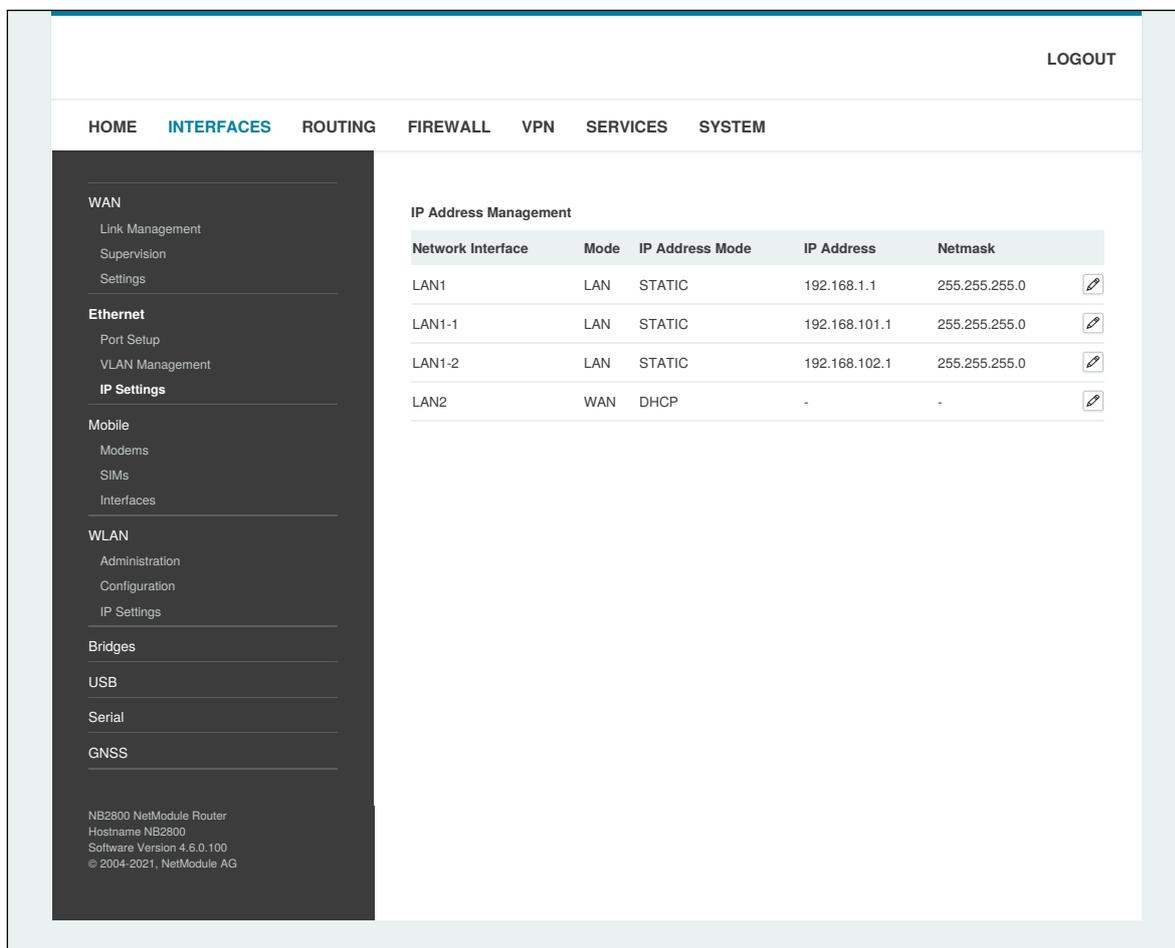 LOGOUT
HOME INTERFACES ROUTING FIREWALL VPN SERVICES SYSTEM
WAN
Link Management
Supervision
Settings
Ethernet
Port Setup
VLAN Management
IP Settings
Mobile
Modems
SIMs
Interfaces
WLAN
Administration
Configuration
IP Settings
Bridges
USB
Serial
GNSS
NB2800 NetModule Router
Hostname NB2800
Software Version 4.6.0.100
© 2004-2021, NetModule AG
IP Address Management
Network Interface Mode IP Address Mode IP Address Netmask
LAN1 LAN STATIC 192.168.1.1 255.255.255.0
LAN1-1 LAN STATIC 192.168.101.1 255.255.255.0
LAN1-2 LAN STATIC 192.168.102.1 255.255.255.0
LAN2 WAN DHCP - -